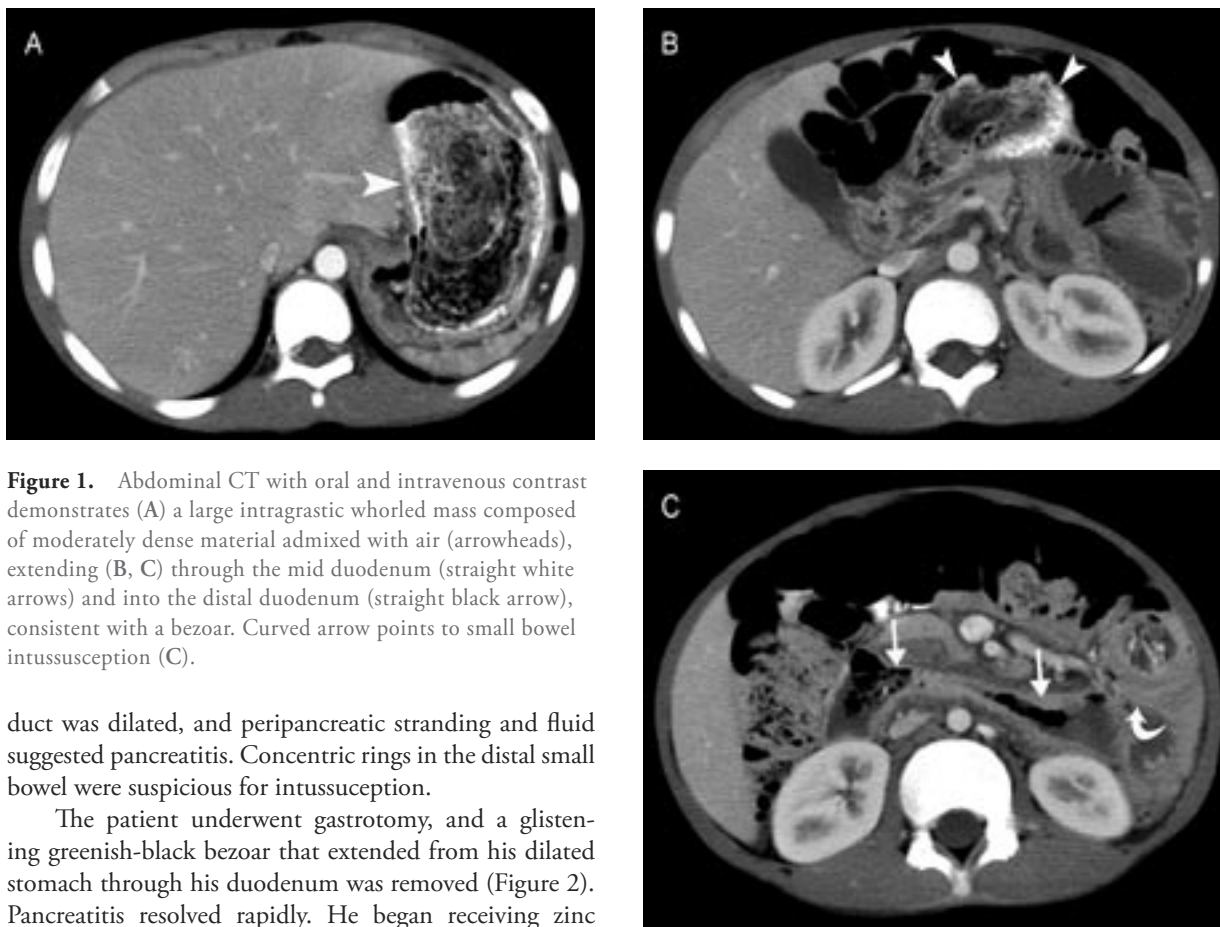 A
B
Figure 1. Abdominal CT with oral and intravenous contrast
demonstrates (A) a large intragrastic whorled mass composed
of moderately dense material admixed with air (arrowheads),
extending (B, C) through the mid duodenum (straight white
arrows) and into the distal duodenum (straight black arrow),
consistent with a bezoar. Curved arrow points to small bowel
intussusception (C).
duct was dilated, and peripancreatic stranding and fluid
suggested pancreatitis. Concentric rings in the distal small
bowel were suspicious for intussuception.
The patient underwent gastrotomy, and a glisten-
ing greenish-black bezoar that extended from his dilated
stomach through his duodenum was removed (Figure 2).
Pancreatitis resolved rapidly. He began receiving zinc
C